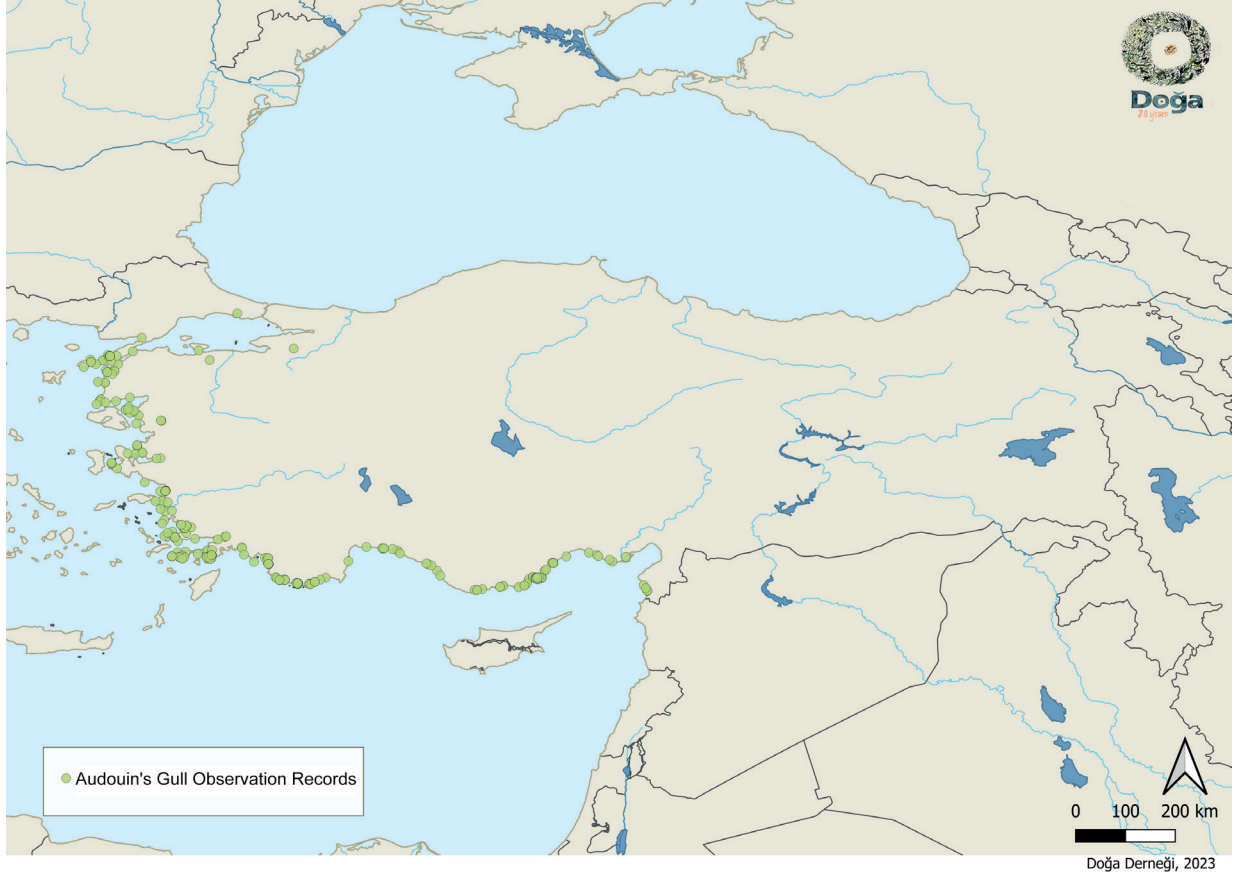 Doğa
20 years
Audouin's Gull Observation Records
0 100 200 km
Doğa Derneği, 2023